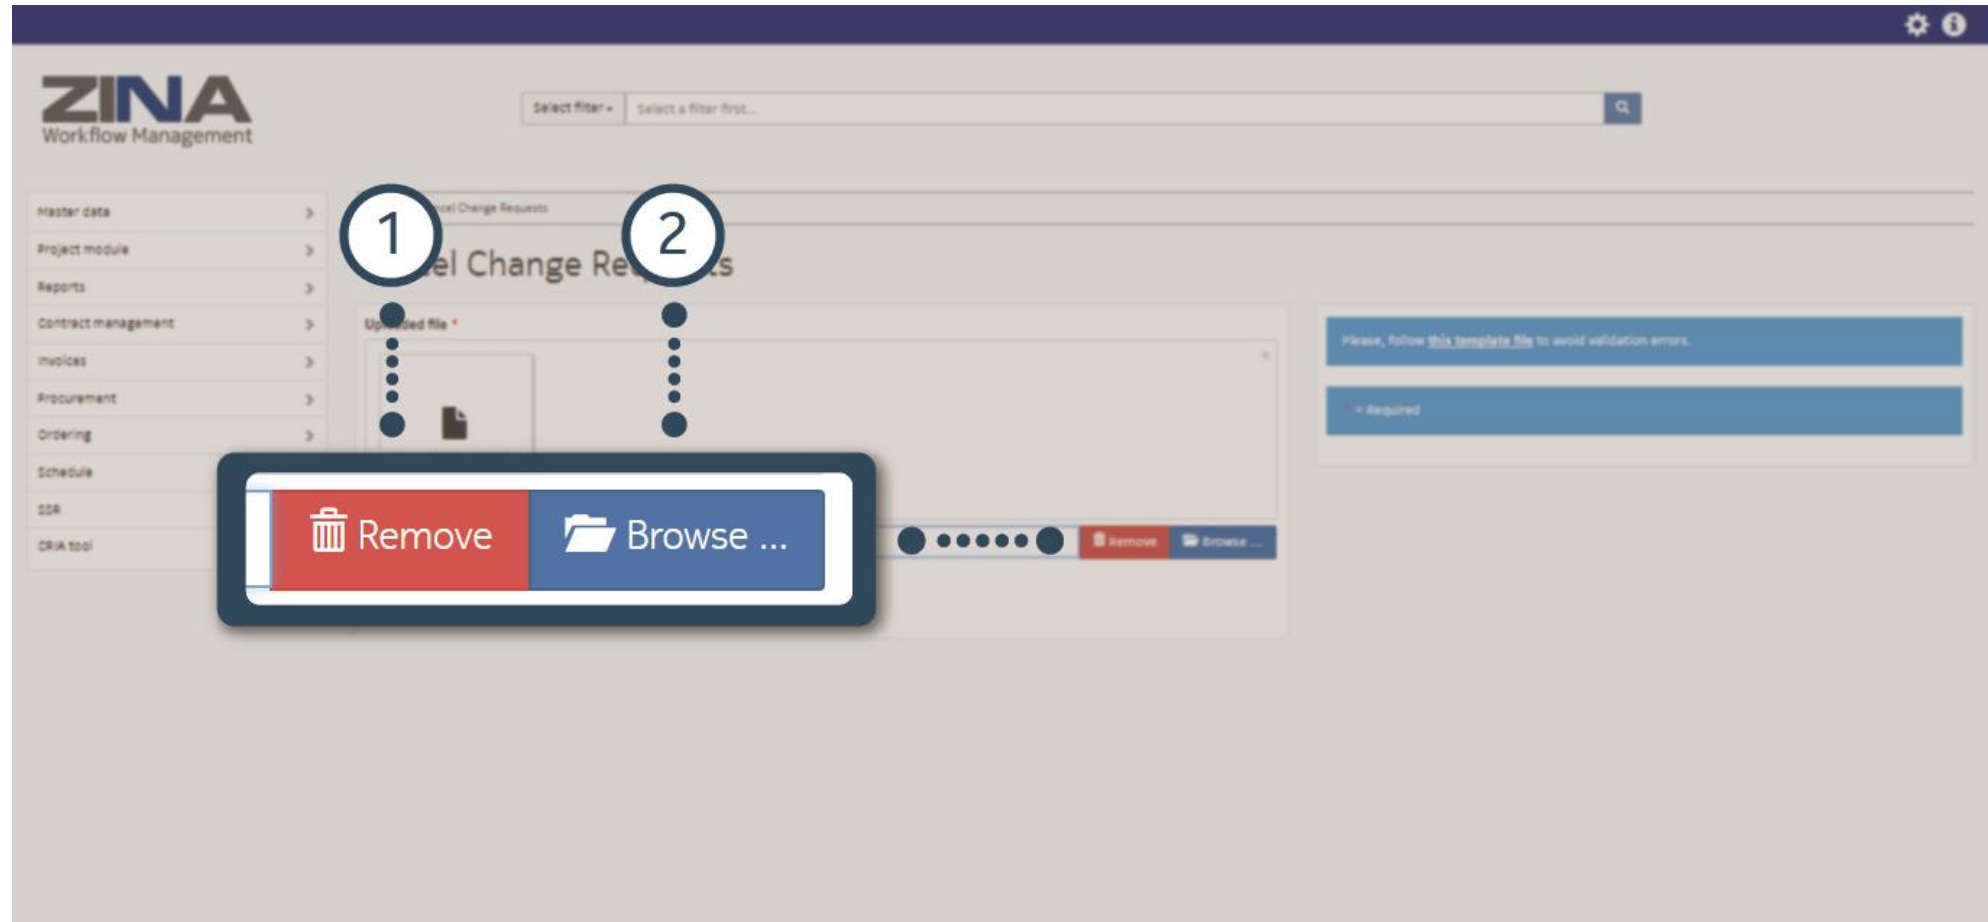 ZINA
Workflow Management
Select filter
Select a filter first...
Master data
Project module
Reports
Contract management
Invoices
Procurement
Ordering
Schedule
SSR
CRIA tool
1
2
Change Requests
Change Re
Uploaded file *
Please, follow this template file to avoid validation errors.
* = Required
Remove
Browse ...
Remove
Browse ...